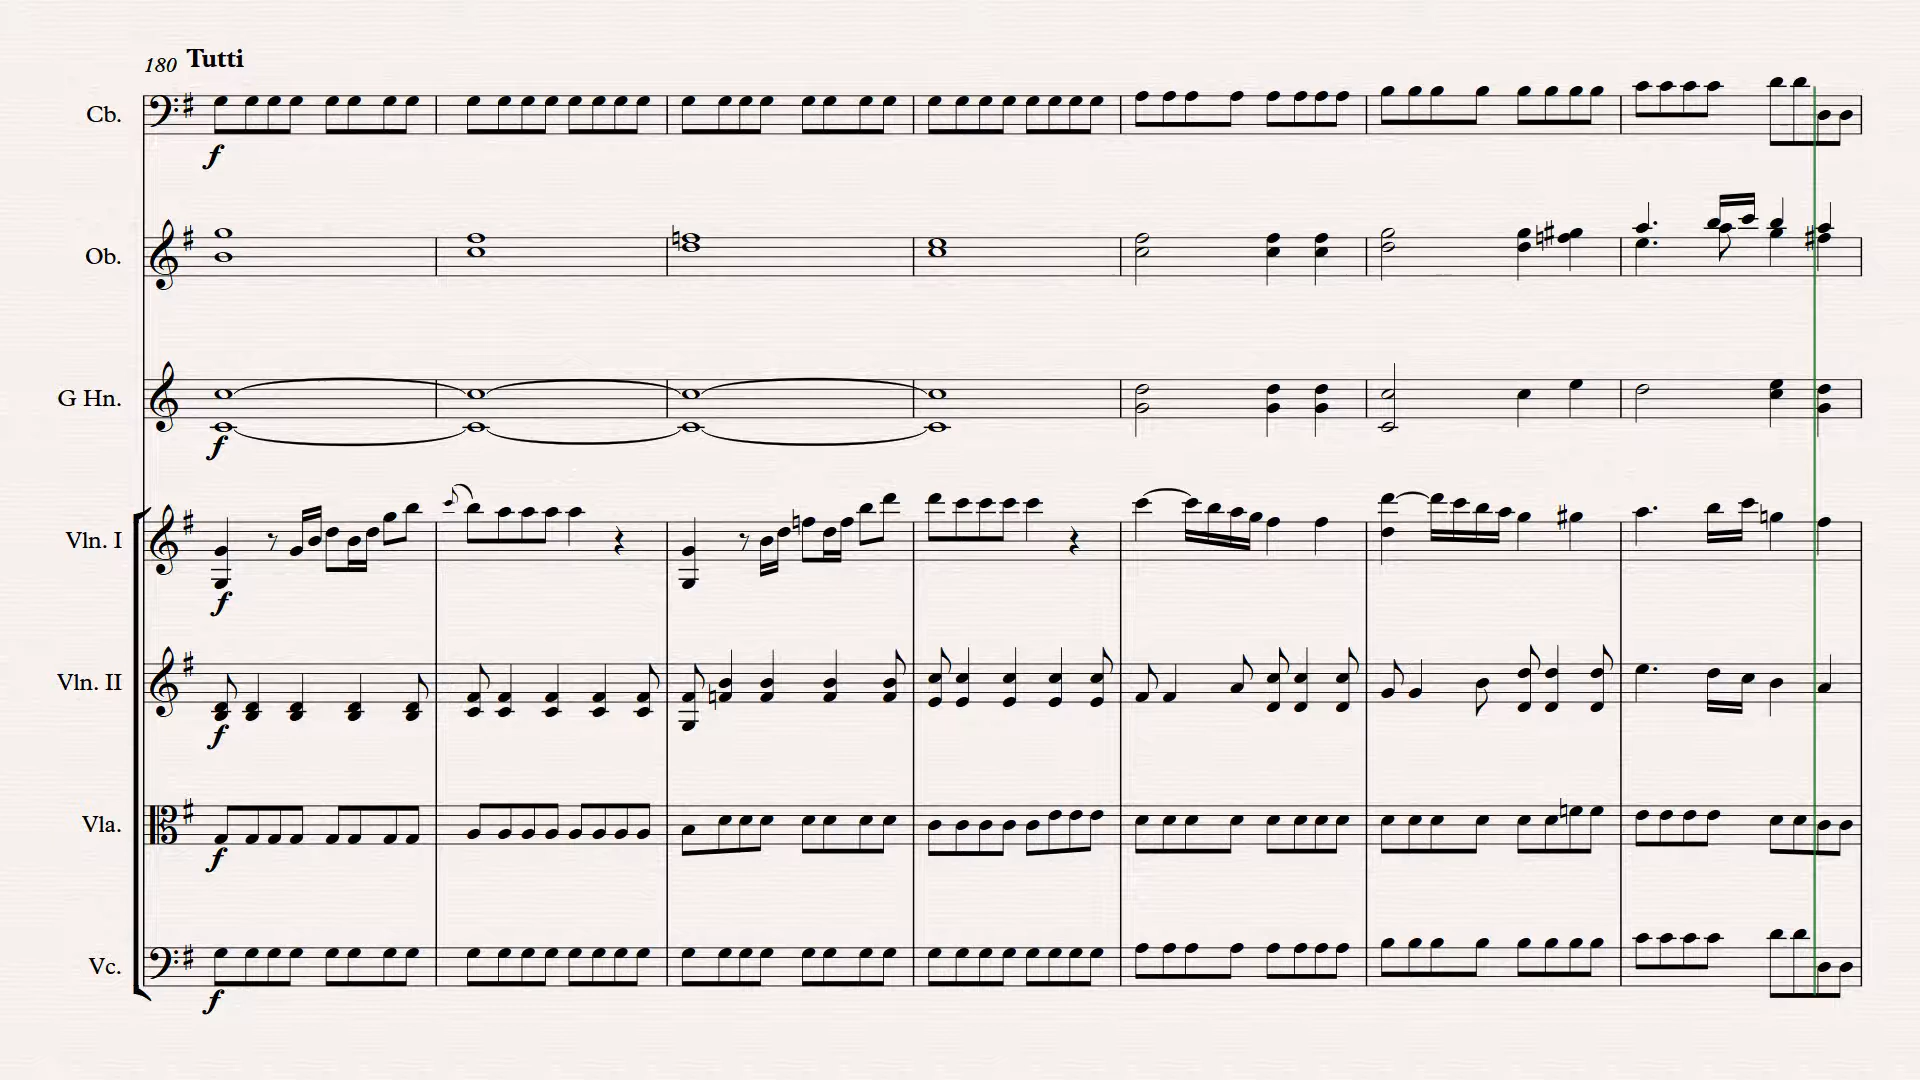 180 Tutti
Cb.
f
Ob.
G Hn.
f
Vln. I
f
Vln. II
f
Vla.
f
Vc.
f